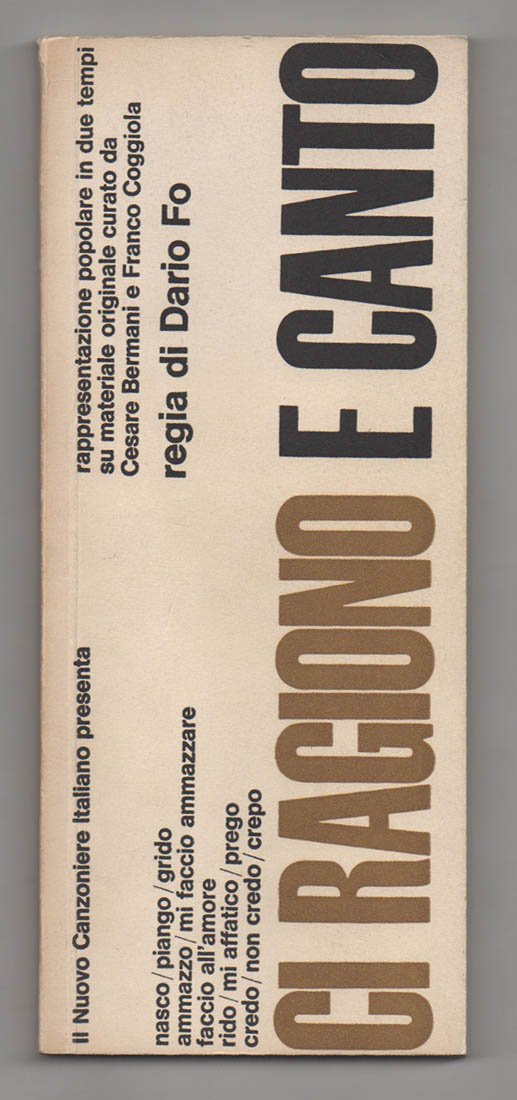 Il Nuovo Canzoniere Italiano presenta
rappresentazione popolare in due tempi
su materiale originale curato da
Cesare Bermani e Franco Coggiola
regia di Dario Fo
nasco/piango/grido
ammazzo/mi faccio ammazzare
faccio all'amore
rido/mi affatico/prego
credo/non credo/crepo
CI RAGIONO E CANTO